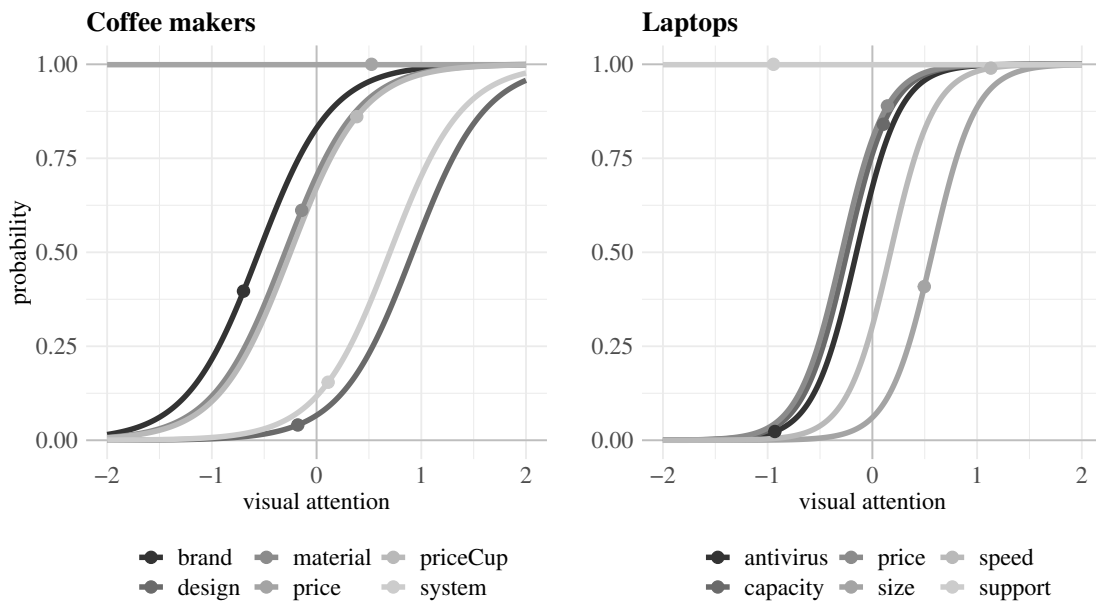 Coffee makers
Laptops
probability
1.00
0.75
0.50
0.25
0.00
−2 −1 0 1 2
visual attention
1.00
0.75
0.50
0.25
0.00
−2 −1 0 1 2
visual attention
brand material priceCup
design price system
antivirus price speed
capacity size support